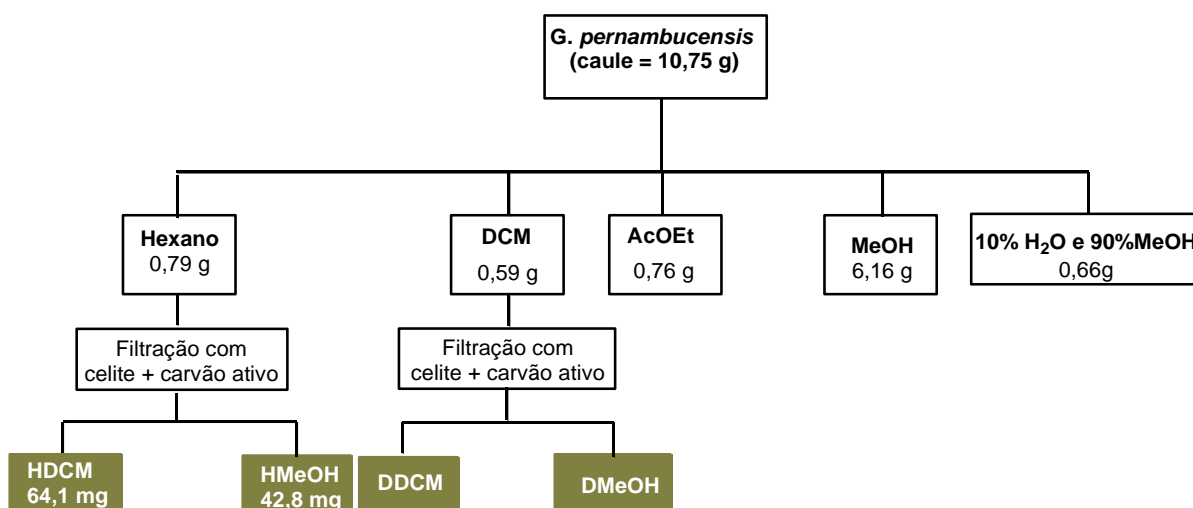 G. pernambucensis
(caule = 10,75 g)
Hexano
0,79 g
DCM
0,59 g
AcOEt
0,76 g
MeOH
6,16 g
10% H₂O e 90%MeOH
0,66g
Filtração com
celite + carvão ativo
Filtração com
celite + carvão ativo
HDCM
64,1 mg
HMeOH
42,8 mg
DDCM
DMeOH